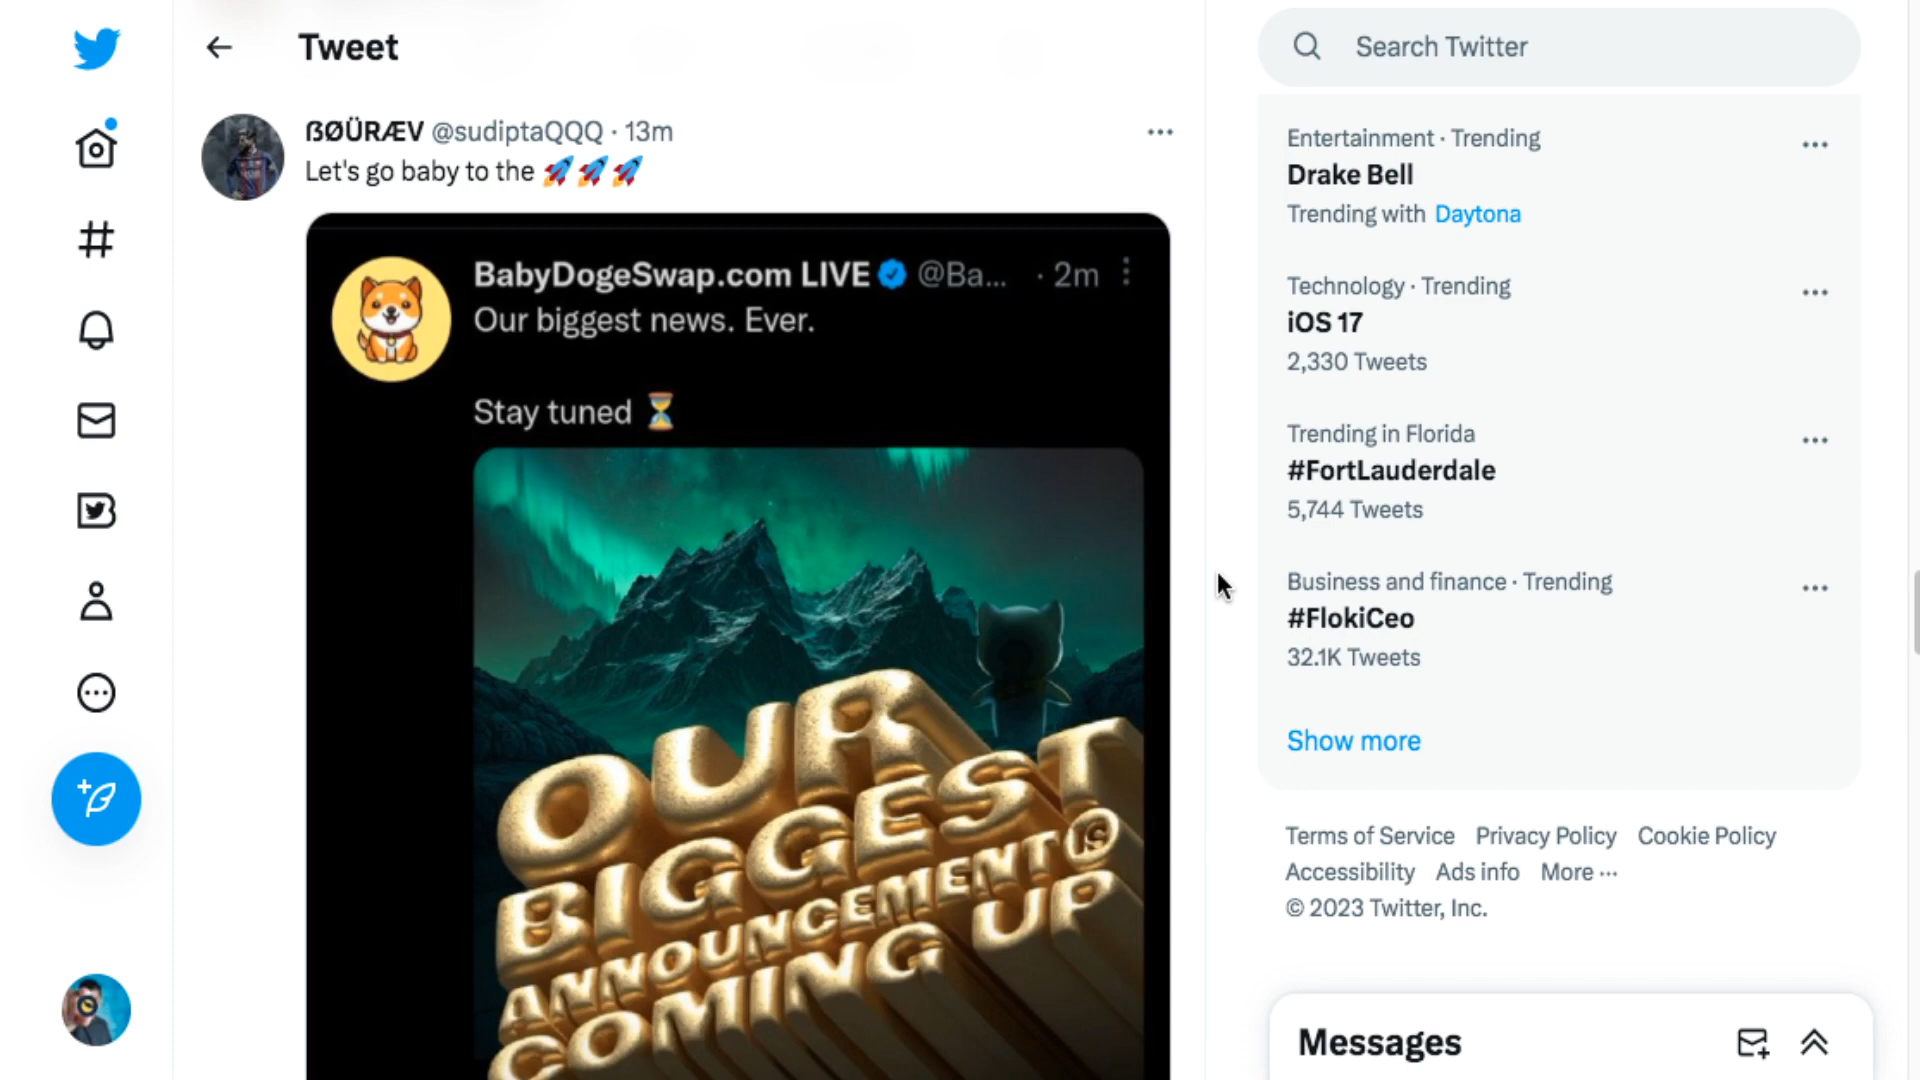 Tweet
ẞØÜRÆV @sudiptaQQQ · 13m
Let's go baby to the 🚀🚀🚀
BabyDogeSwap.com LIVE @Ba... · 2m
Our biggest news. Ever.
Stay tuned ⏳
OUR
BIGGEST
ANNOUNCEMENT IS
COMING UP
Search Twitter
Entertainment · Trending
Drake Bell
Trending with Daytona
Technology · Trending
iOS 17
2,330 Tweets
Trending in Florida
#FortLauderdale
5,744 Tweets
Business and finance · Trending
#FlokiCeo
32.1K Tweets
Show more
Terms of Service Privacy Policy Cookie Policy
Accessibility Ads info More ···
© 2023 Twitter, Inc.
Messages